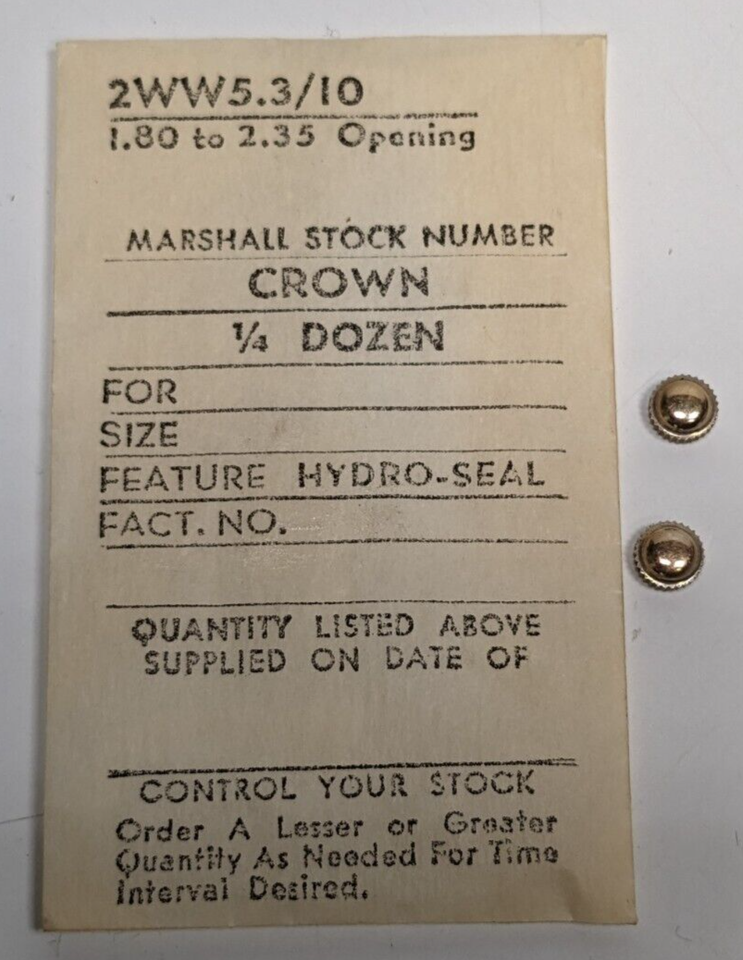 2WW5.3/10
1.80 to 2.35 Opening
MARSHALL STOCK NUMBER
CROWN
1/4 DOZEN
FOR
SIZE
FEATURE HYDRO-SEAL
FACT. NO.
QUANTITY LISTED ABOVE
SUPPLIED ON DATE OF
CONTROL YOUR STOCK
Order A Lesser or Greater
Quantity As Needed For Time
Interval Desired.